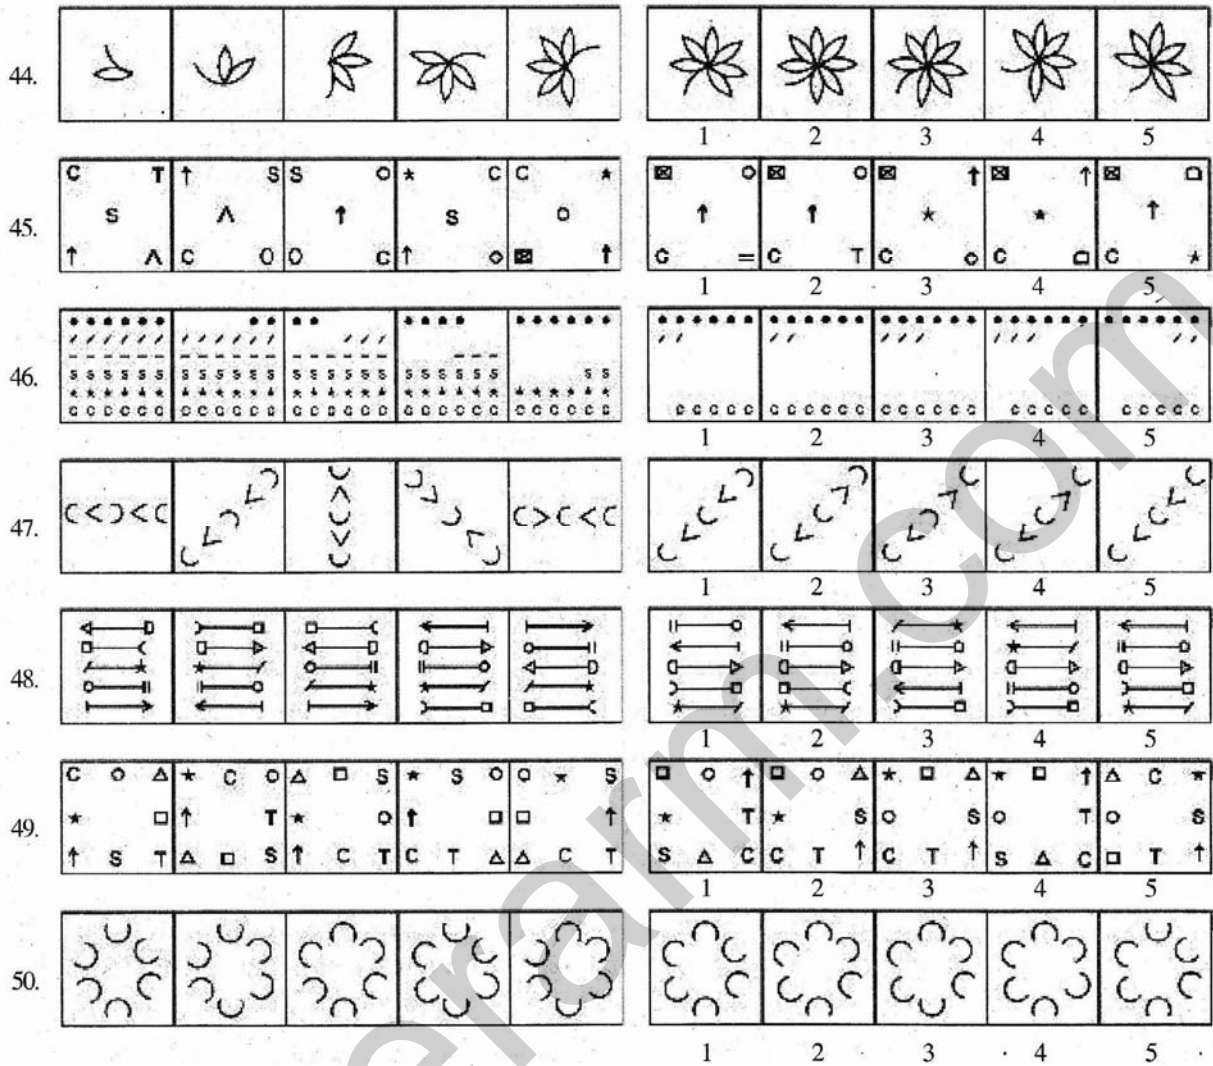 44.
1 2 3 4 5
45.
C T ↑ S S O ★ C C ★ O ↑ O ↑ ↑ O
S ∧ ↑ S O ↑ ↑ ★ ★ ↑
↑ ∧ C O O C ↑ O ↑ C = C T C O C C ★
1 2 3 4 5
46.
S S S S S S S S S S S S S S S S S S S S S S S S S S
C C C C C C C C C C C C C C C C C C C C C C C C C C C C C C C C C C C C C C C C C C C C C C C C C C C C C C C C C
1 2 3 4 5
47.
C < Ɔ < C C > C < C
1 2 3 4 5
48.
1 2 3 4 5
49.
C O △ ★ C O △ □ S ★ S O O ★ S □ O ↑ □ O △ ★ □ △ ★ □ ↑ △ C ★
★ □ ↑ T ★ O ↑ □ □ ↑ ★ T ★ S O S O T O S
↑ S T △ □ S ↑ C T C T △ △ C T S △ C C T ↑ C T ↑ S △ C □ T ↑
1 2 3 4 5
50.
1 2 3 4 5
eram.com